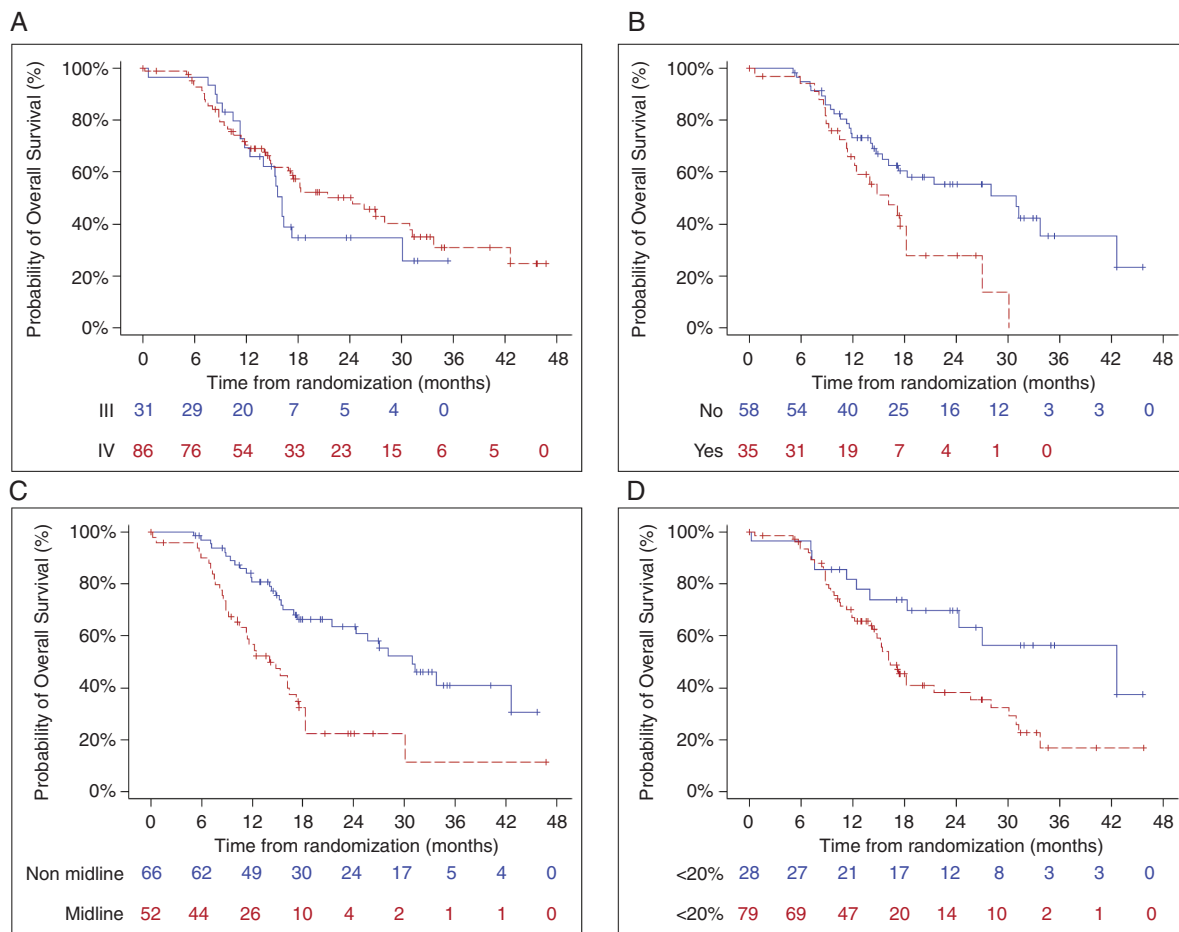 A
Probability of Overall Survival (%)
100%
80%
60%
40%
20%
0%
0 6 12 18 24 30 36 42 48
Time from randomization (months)
III 31 29 20 7 5 4 0
IV 86 76 54 33 23 15 6 5 0
B
Probability of Overall Survival (%)
100%
80%
60%
40%
20%
0%
0 6 12 18 24 30 36 42 48
Time from randomization (months)
No 58 54 40 25 16 12 3 3 0
Yes 35 31 19 7 4 1 0
C
Probability of Overall Survival (%)
100%
80%
60%
40%
20%
0%
0 6 12 18 24 30 36 42 48
Time from randomization (months)
Non midline 66 62 49 30 24 17 5 4 0
Midline 52 44 26 10 4 2 1 1 0
D
Probability of Overall Survival (%)
100%
80%
60%
40%
20%
0%
0 6 12 18 24 30 36 42 48
Time from randomization (months)
<20% 28 27 21 17 12 8 3 3 0
<20% 79 69 47 20 14 10 2 1 0